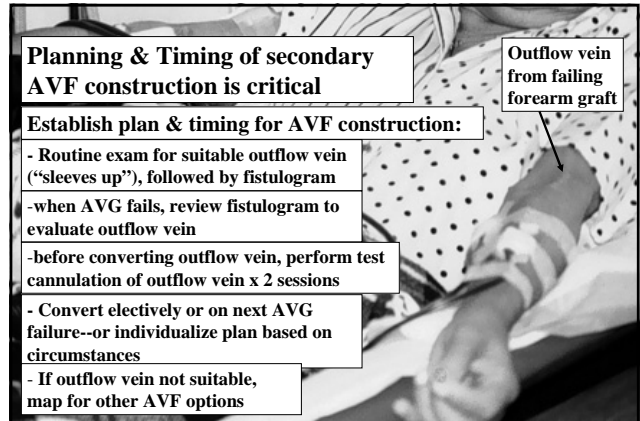 Planning & Timing of secondary
AVF construction is critical
Outflow vein
from failing
forearm graft
Establish plan & timing for AVF construction:
- Routine exam for suitable outflow vein
(“sleeves up”), followed by fistulogram
-when AVG fails, review fistulogram to
evaluate outflow vein
-before converting outflow vein, perform test
cannulation of outflow vein x 2 sessions
- Convert electively or on next AVG
failure--or individualize plan based on
circumstances
- If outflow vein not suitable,
map for other AVF options